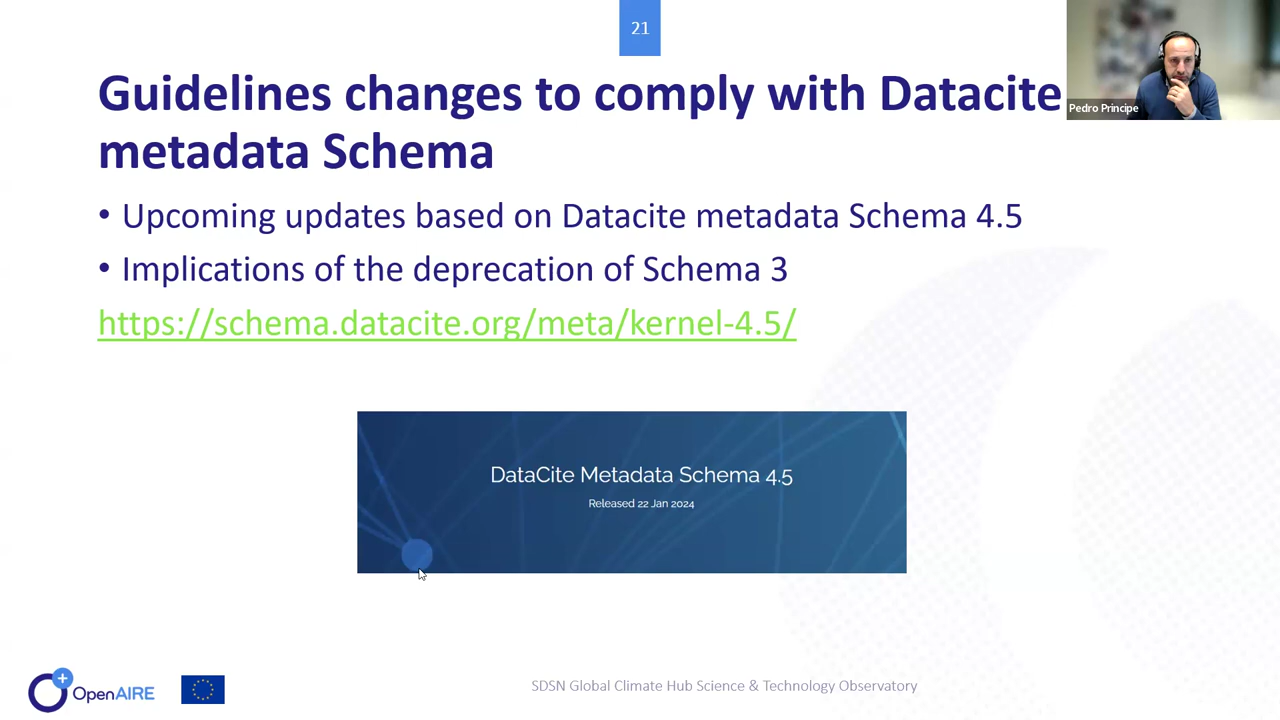 21
Guidelines changes to comply with Datacite
metadata Schema
Pedro Principe
• Upcoming updates based on Datacite metadata Schema 4.5
• Implications of the deprecation of Schema 3
https://schema.datacite.org/meta/kernel-4.5/
DataCite Metadata Schema 4.5
Released 22 Jan 2024
OpenAIRE
SDSN Global Climate Hub Science & Technology Observatory